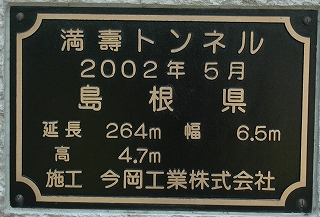 満壽トンネル
2002年 5月
島根県
延長 264m 幅 6.5m
高 4.7m
施工 今岡工業株式会社